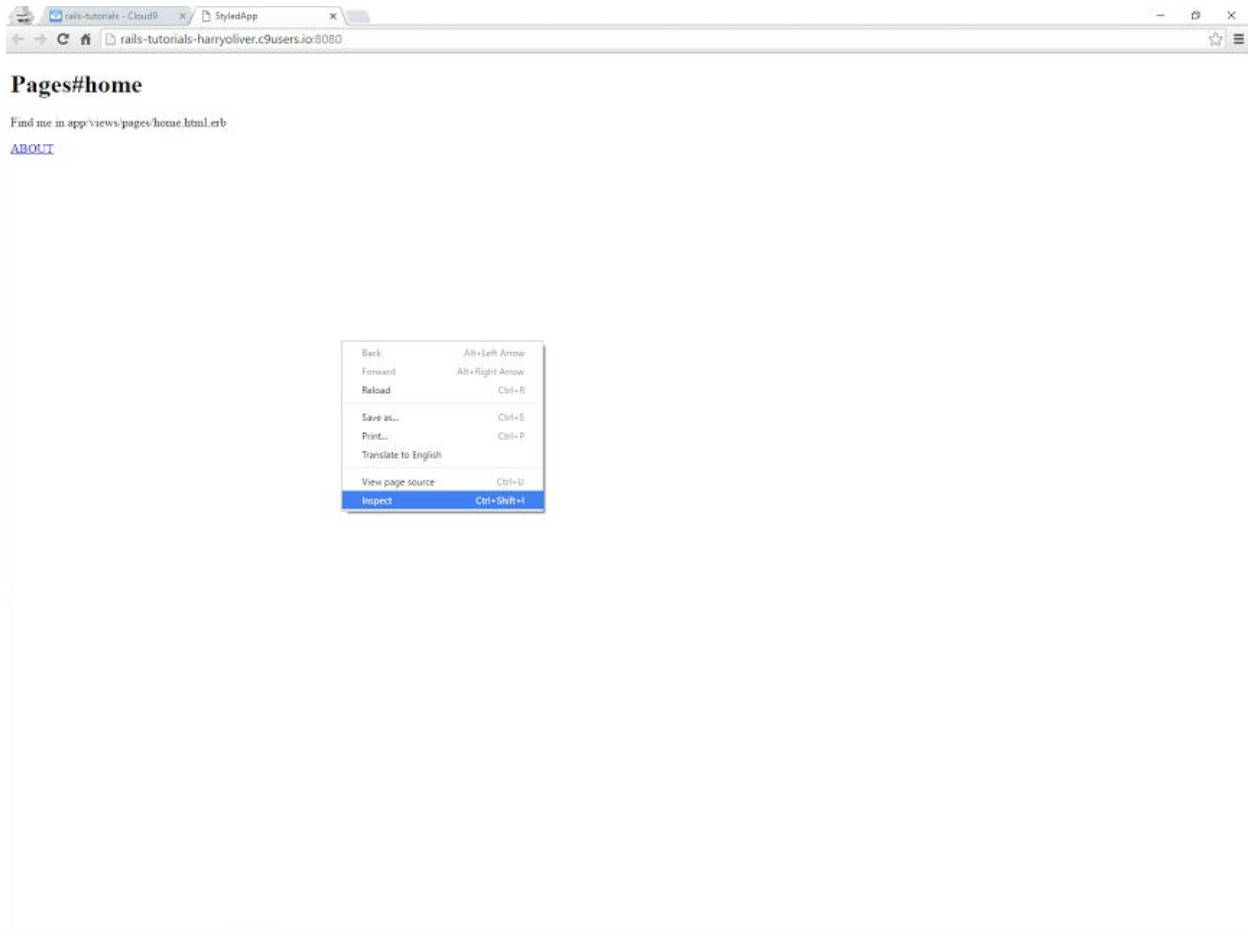 rails-tutorials - Cloud9 StyledApp
rails-tutorials-harryoliver.c9users.io:8080
Pages#home
Find me in app/views/pages/home.html.erb
ABOUT
Back Alt+Left Arrow
Forward Alt+Right Arrow
Reload Ctrl+R
Save as... Ctrl+S
Print... Ctrl+P
Translate to English
View page source Ctrl+U
Inspect Ctrl+Shift+I